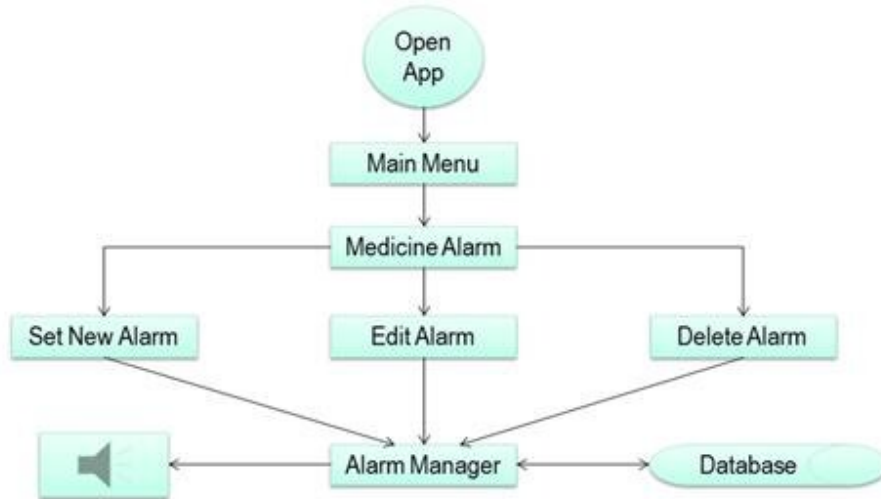 Open
App
Main Menu
Medicine Alarm
Set New Alarm
Edit Alarm
Delete Alarm
Alarm Manager
Database